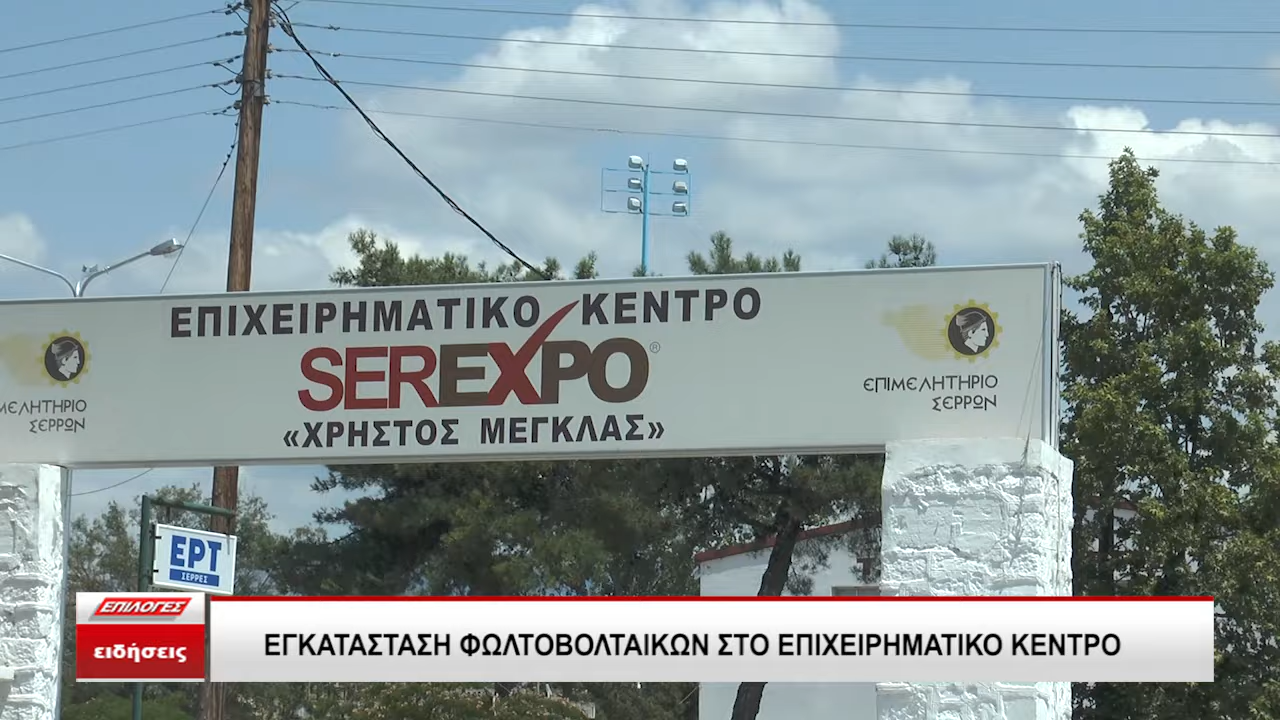 ΕΠΙΧΕΙΡΗΜΑΤΙΚΟ ΚΕΝΤΡΟ
SEREXPO®
«ΧΡΗΣΤΟΣ ΜΕΓΚΛΑΣ»
ΜΕΛΗΤΗΡΙΟ
ΣΕΡΡΩΝ
ΕΠΙΜΕΛΗΤΗΡΙΟ
ΣΕΡΡΩΝ
ΕΡΤ
ΣΕΡΡΕΣ
ΕΠΙΛΟΓΕΣ
ειδήσεις
ΕΓΚΑΤΑΣΤΑΣΗ ΦΩΛΤΟΒΟΛΤΑΙΚΩΝ ΣΤΟ ΕΠΙΧΕΙΡΗΜΑΤΙΚΟ ΚΕΝΤΡΟ